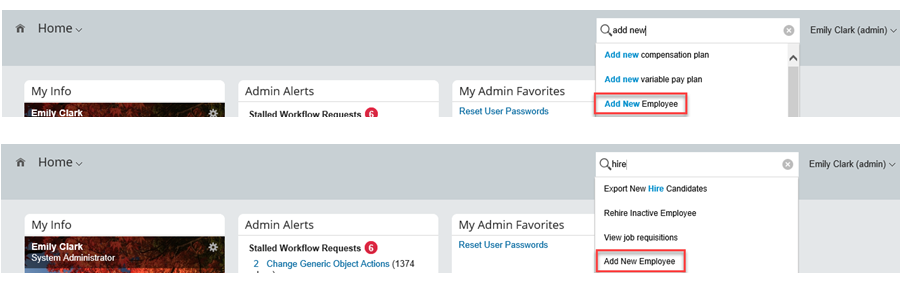 Home
add new
Emily Clark (admin)
Add new compensation plan
Add new variable pay plan
Add New Employee
My Info
Admin Alerts
My Admin Favorites
Emily Clark
Stalled Workflow Requests 6
Reset User Passwords
Home
hire
Emily Clark (admin)
Export New Hire Candidates
Rehire Inactive Employee
View job requisitions
Add New Employee
My Info
Admin Alerts
My Admin Favorites
Emily Clark
System Administrator
Stalled Workflow Requests 6
2 Change Generic Object Actions (1374
Reset User Passwords